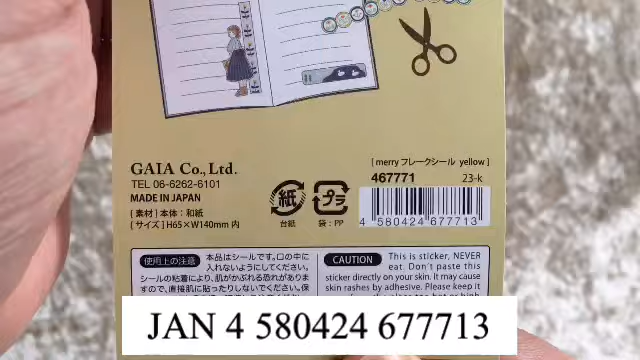 [ merry フレークシール yellow ]
GAIA Co., Ltd.
467771
23-k
TEL 06-6262-6101
MADE IN JAPAN
[ 素材 ] 本体 : 和紙
[ サイズ ] H65×W140mm 内
紙
台紙
プラ
袋 : PP
4 580424 677713
使用上の注意
本品はシールです。口の中に
入れないようにしてください。
シールの粘着により、肌がかぶれる恐れがありま
すので、直接肌に貼ったりしないでください。保
CAUTION
This is sticker, NEVER
eat. Don't paste this
sticker directly on your skin. It may cause
skin rashes by adhesive. Please keep it
JAN 4 580424 677713